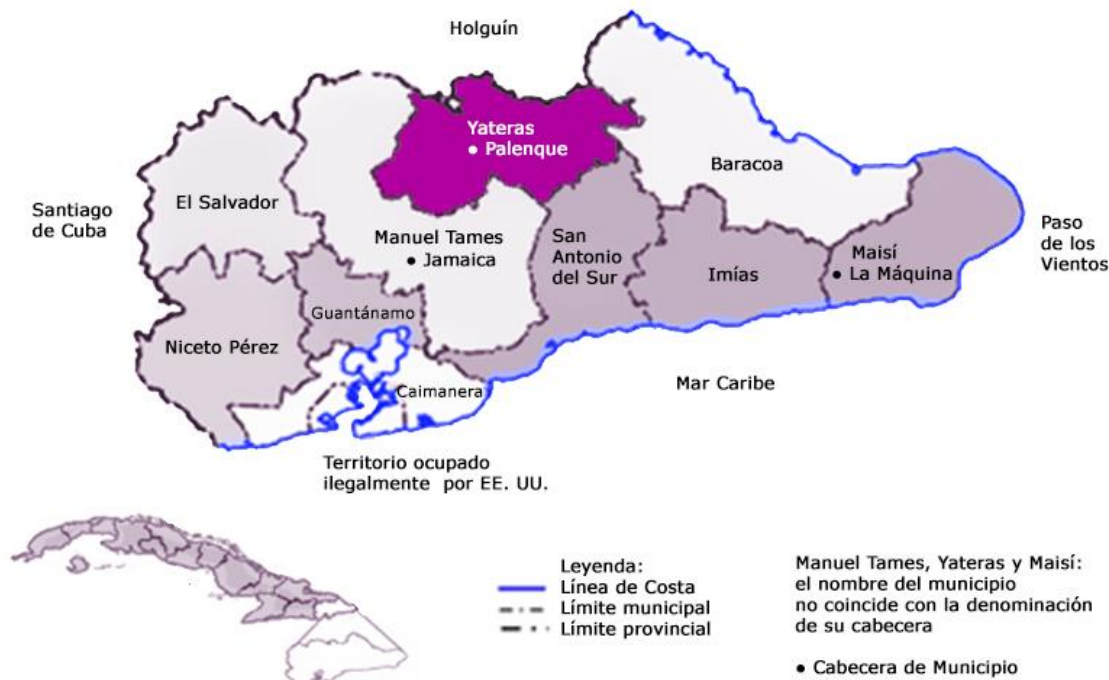 Holguín
Yateras
• Palenque
Baracoa
El Salvador
Santiago
de Cuba
Manuel Tames
• Jamaica
San
Antonio
del Sur
Imías
Maisí
• La Máquina
Paso
de los
Vientos
Guantánamo
Niceto Pérez
Caimanera
Mar Caribe
Territorio ocupado
ilegalmente por EE. UU.
Leyenda:
Línea de Costa
Límite municipal
Límite provincial
Manuel Tames, Yateras y Maisí:
el nombre del municipio
no coincide con la denominación
de su cabecera
• Cabecera de Municipio